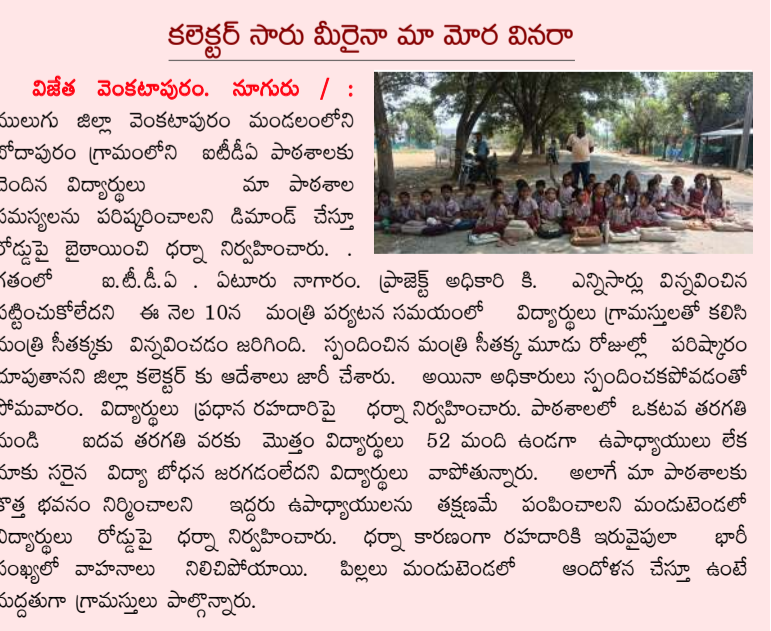 కలెక్టర్ సారు మీరైనా మా మోర వినరా
విజేత వెంకటాపురం. నూగురు / :
ములుగు జిల్లా వెంకటాపురం మండలంలోని
బోదాపురం గ్రామంలోని ఐటీడీఏ పాఠశాలకు
చెందిన విద్యార్థులు మా పాఠశాల
సమస్యలను పరిష్కరించాలని డిమాండ్ చేస్తూ
రోడ్డుపై బైఠాయించి ధర్నా నిర్వహించారు. .
గతంలో ఐ.టీ.డీ.ఏ . ఏటూరు నాగారం. ప్రాజెక్ట్ అధికారి కి. ఎన్నిసార్లు విన్నవించిన
పట్టించుకోలేదని ఈ నెల 10న మంత్రి పర్యటన సమయంలో విద్యార్థులు గ్రామస్తులతో కలిసి
మంత్రి సీతక్కకు విన్నవించడం జరిగింది. స్పందించిన మంత్రి సీతక్క మూడు రోజుల్లో పరిష్కారం
చూపుతానని జిల్లా కలెక్టర్ కు ఆదేశాలు జారీ చేశారు. అయినా అధికారులు స్పందించకపోవడంతో
సోమవారం. విద్యార్థులు ప్రధాన రహదారిపై ధర్నా నిర్వహించారు. పాఠశాలలో ఒకటవ తరగతి
నుండి ఐదవ తరగతి వరకు మొత్తం విద్యార్థులు 52 మంది ఉండగా ఉపాధ్యాయులు లేక
మాకు సరైన విద్యా బోధన జరగడంలేదని విద్యార్థులు వాపోతున్నారు. అలాగే మా పాఠశాలకు
కొత్త భవనం నిర్మించాలని ఇద్దరు ఉపాధ్యాయులను తక్షణమే పంపించాలని మండుటెండలో
విద్యార్థులు రోడ్డుపై ధర్నా నిర్వహించారు. ధర్నా కారణంగా రహదారికి ఇరువైపులా భారీ
సంఖ్యలో వాహనాలు నిలిచిపోయాయి. పిల్లలు మండుటెండలో ఆందోళన చేస్తూ ఉంటే
మద్దతుగా గ్రామస్తులు పాల్గొన్నారు.